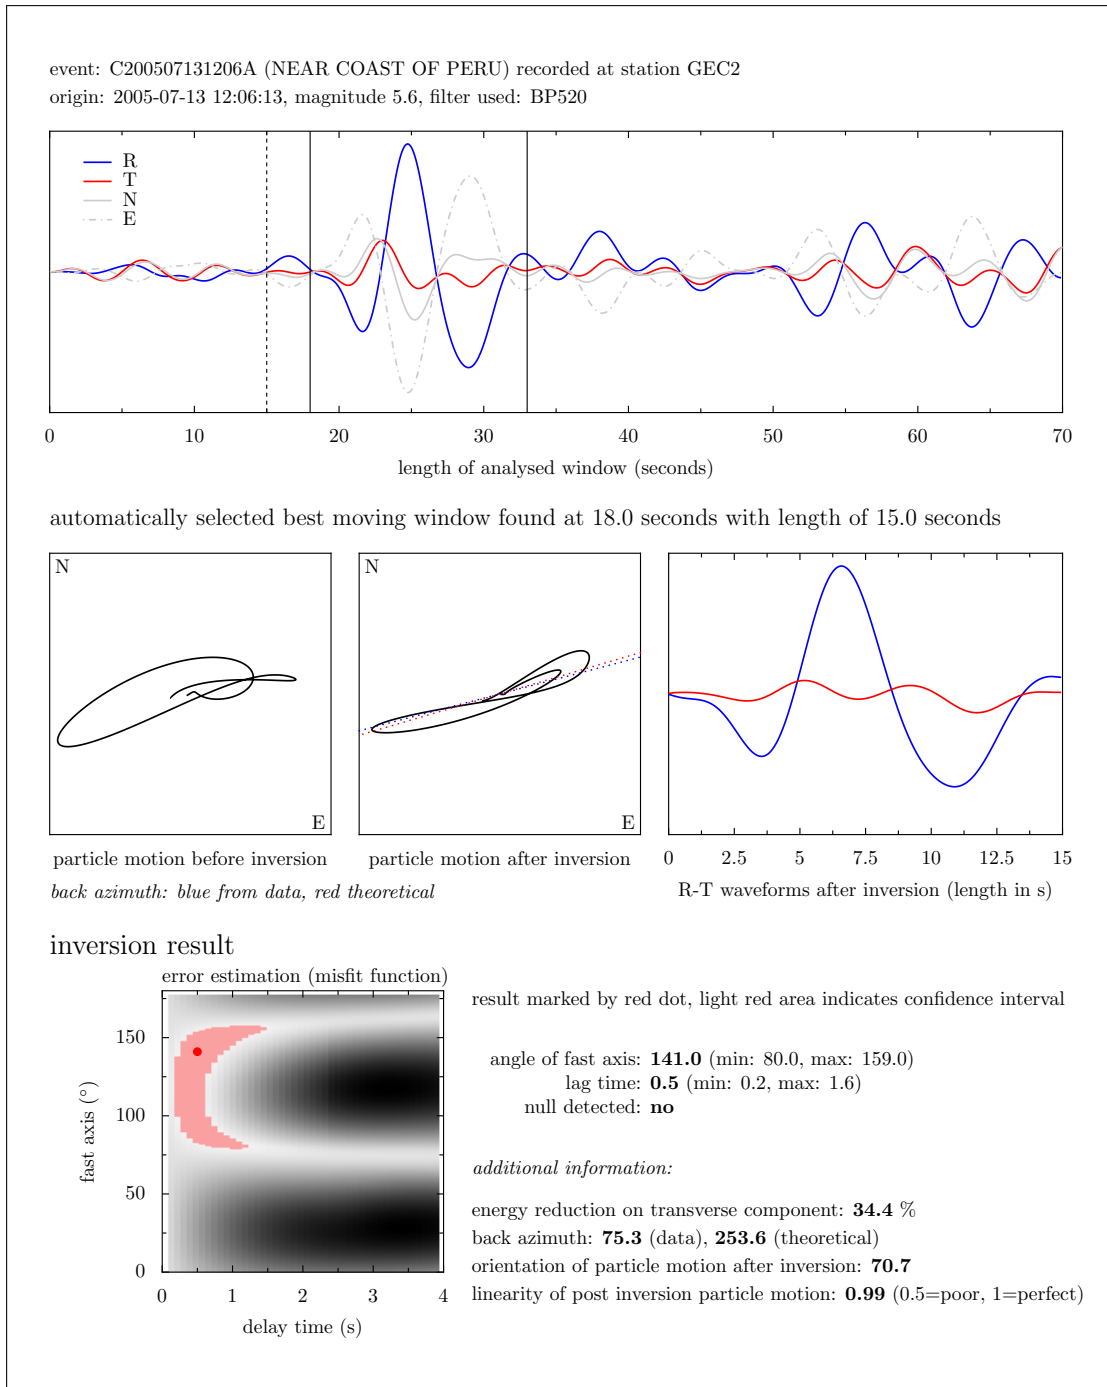 event: C200507131206A (NEAR COAST OF PERU) recorded at station GEC2
origin: 2005-07-13 12:06:13, magnitude 5.6, filter used: BP520
R
T
N
E
0 10 20 30 40 50 60 70
length of analysed window (seconds)
automatically selected best moving window found at 18.0 seconds with length of 15.0 seconds
N
E
N
E
particle motion before inversion
particle motion after inversion
0 2.5 5 7.5 10 12.5 15
back azimuth: blue from data, red theoretical
R-T waveforms after inversion (length in s)
inversion result
error estimation (misfit function)
150
100
50
0
fast axis (°)
0 1 2 3 4
delay time (s)
result marked by red dot, light red area indicates confidence interval
angle of fast axis: 141.0 (min: 80.0, max: 159.0)
lag time: 0.5 (min: 0.2, max: 1.6)
null detected: no
additional information:
energy reduction on transverse component: 34.4 %
back azimuth: 75.3 (data), 253.6 (theoretical)
orientation of particle motion after inversion: 70.7
linearity of post inversion particle motion: 0.99 (0.5=poor, 1=perfect)